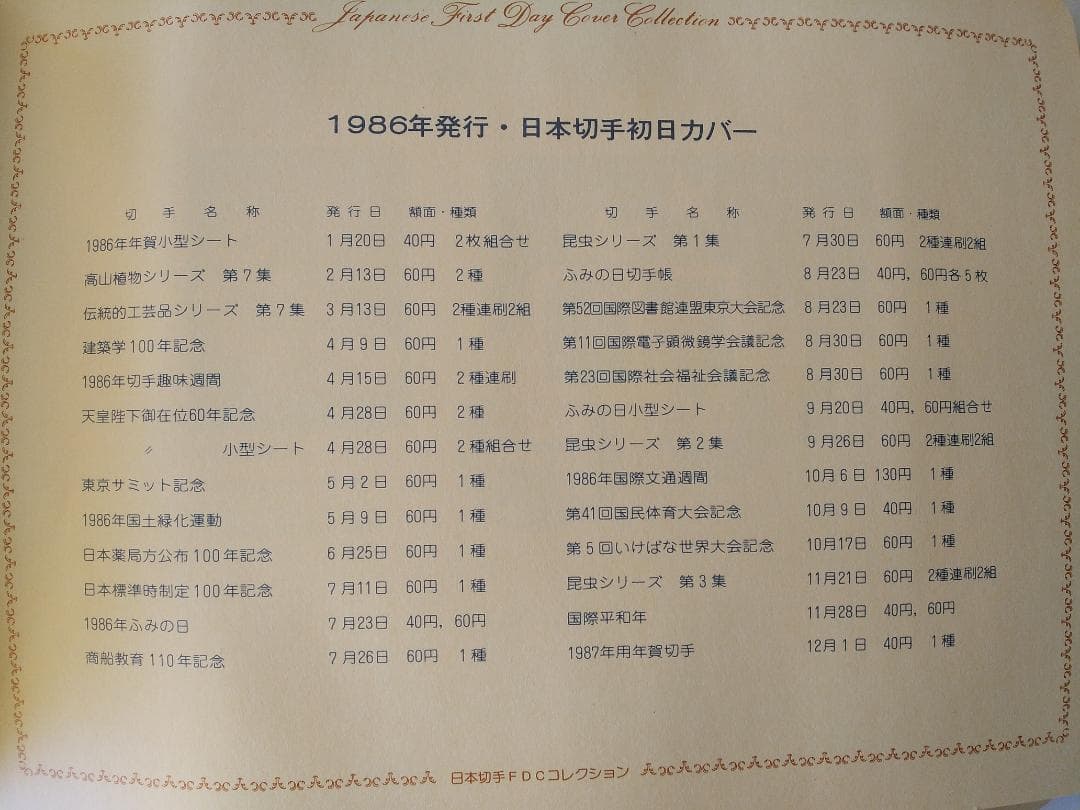 Japanese First Day Cover Collection
1986年発行・日本切手初日カバー
切手名称 発行日 額面・種類
1986年年賀小型シート 1月20日 40円 2枚組合せ
高山植物シリーズ 第7集 2月13日 60円 2種
伝統的工芸品シリーズ 第7集 3月13日 60円 2種連刷2組
建築学100年記念 4月9日 60円 1種
1986年切手趣味週間 4月15日 60円 2種連刷
天皇陛下御在位60年記念 4月28日 60円 2種
〃 小型シート 4月28日 60円 2種組合せ
東京サミット記念 5月2日 60円 1種
1986年国土緑化運動 5月9日 60円 1種
日本薬局方公布100年記念 6月25日 60円 1種
日本標準時制定100年記念 7月11日 60円 1種
1986年ふみの日 7月23日 40円, 60円
商船教育110年記念 7月26日 60円 1種
切手名称 発行日 額面・種類
昆虫シリーズ 第1集 7月30日 60円 2種連刷2組
ふみの日切手帳 8月23日 40円, 60円各5枚
第52回国際図書館連盟東京大会記念 8月23日 60円 1種
第11回国際電子顕微鏡学会議記念 8月30日 60円 1種
第23回国際社会福祉会議記念 8月30日 60円 1種
ふみの日小型シート 9月20日 40円, 60円組合せ
昆虫シリーズ 第2集 9月26日 60円 2種連刷2組
1986年国際文通週間 10月6日 130円 1種
第41回国民体育大会記念 10月9日 40円 1種
第5回いけばな世界大会記念 10月17日 60円 1種
昆虫シリーズ 第3集 11月21日 60円 2種連刷2組
国際平和年 11月28日 40円, 60円
1987年用年賀切手 12月1日 40円 1種
日本切手FDCコレクション